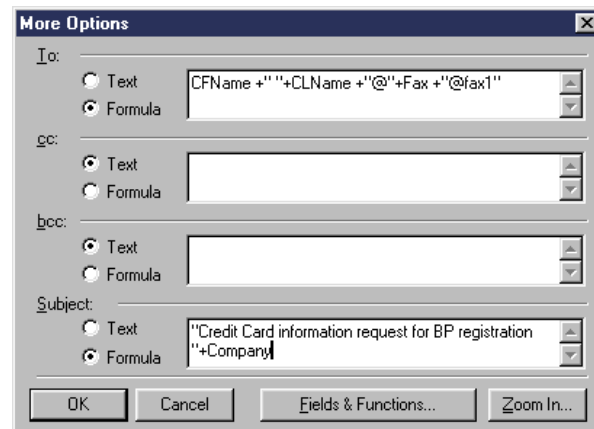 More Options
To:
Text
Formula
CFName +" "+CLName +"@"+Fax +"@fax1"
cc:
Text
Formula
bcc:
Text
Formula
Subject:
Text
Formula
"Credit Card information request for BP registration
"+Company
OK
Cancel
Fields & Functions...
Zoom In...